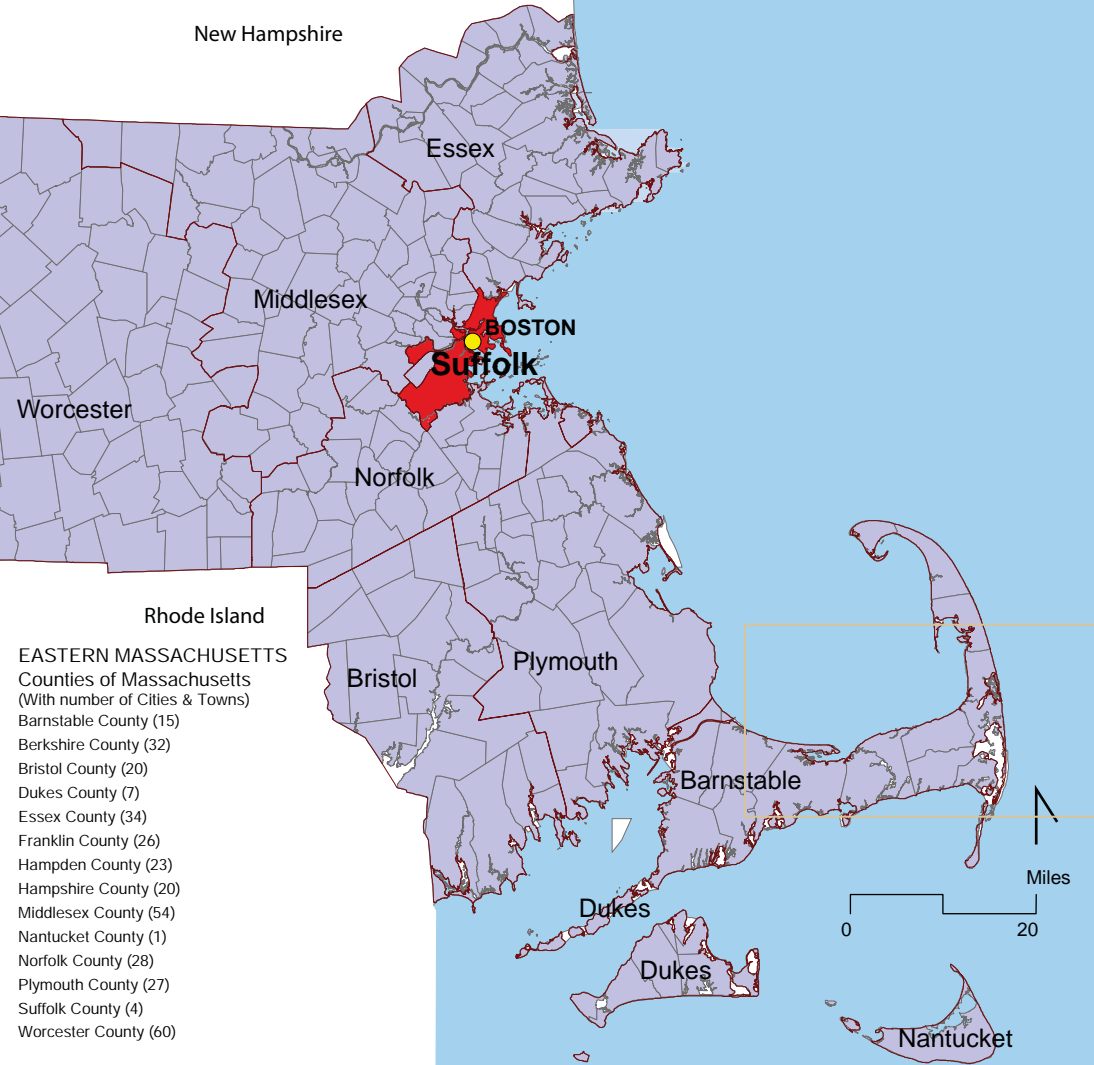 New Hampshire
Essex
Middlesex
BOSTON
Suffolk
Worcester
Norfolk
Rhode Island
EASTERN MASSACHUSETTS
Counties of Massachusetts
(With number of Cities & Towns)
Barnstable County (15)
Berkshire County (32)
Bristol County (20)
Dukes County (7)
Essex County (34)
Franklin County (26)
Hampden County (23)
Hampshire County (20)
Middlesex County (54)
Nantucket County (1)
Norfolk County (28)
Plymouth County (27)
Suffolk County (4)
Worcester County (60)
Plymouth
Bristol
Barnstable
Miles
0 20
Dukes
Dukes
Nantucket